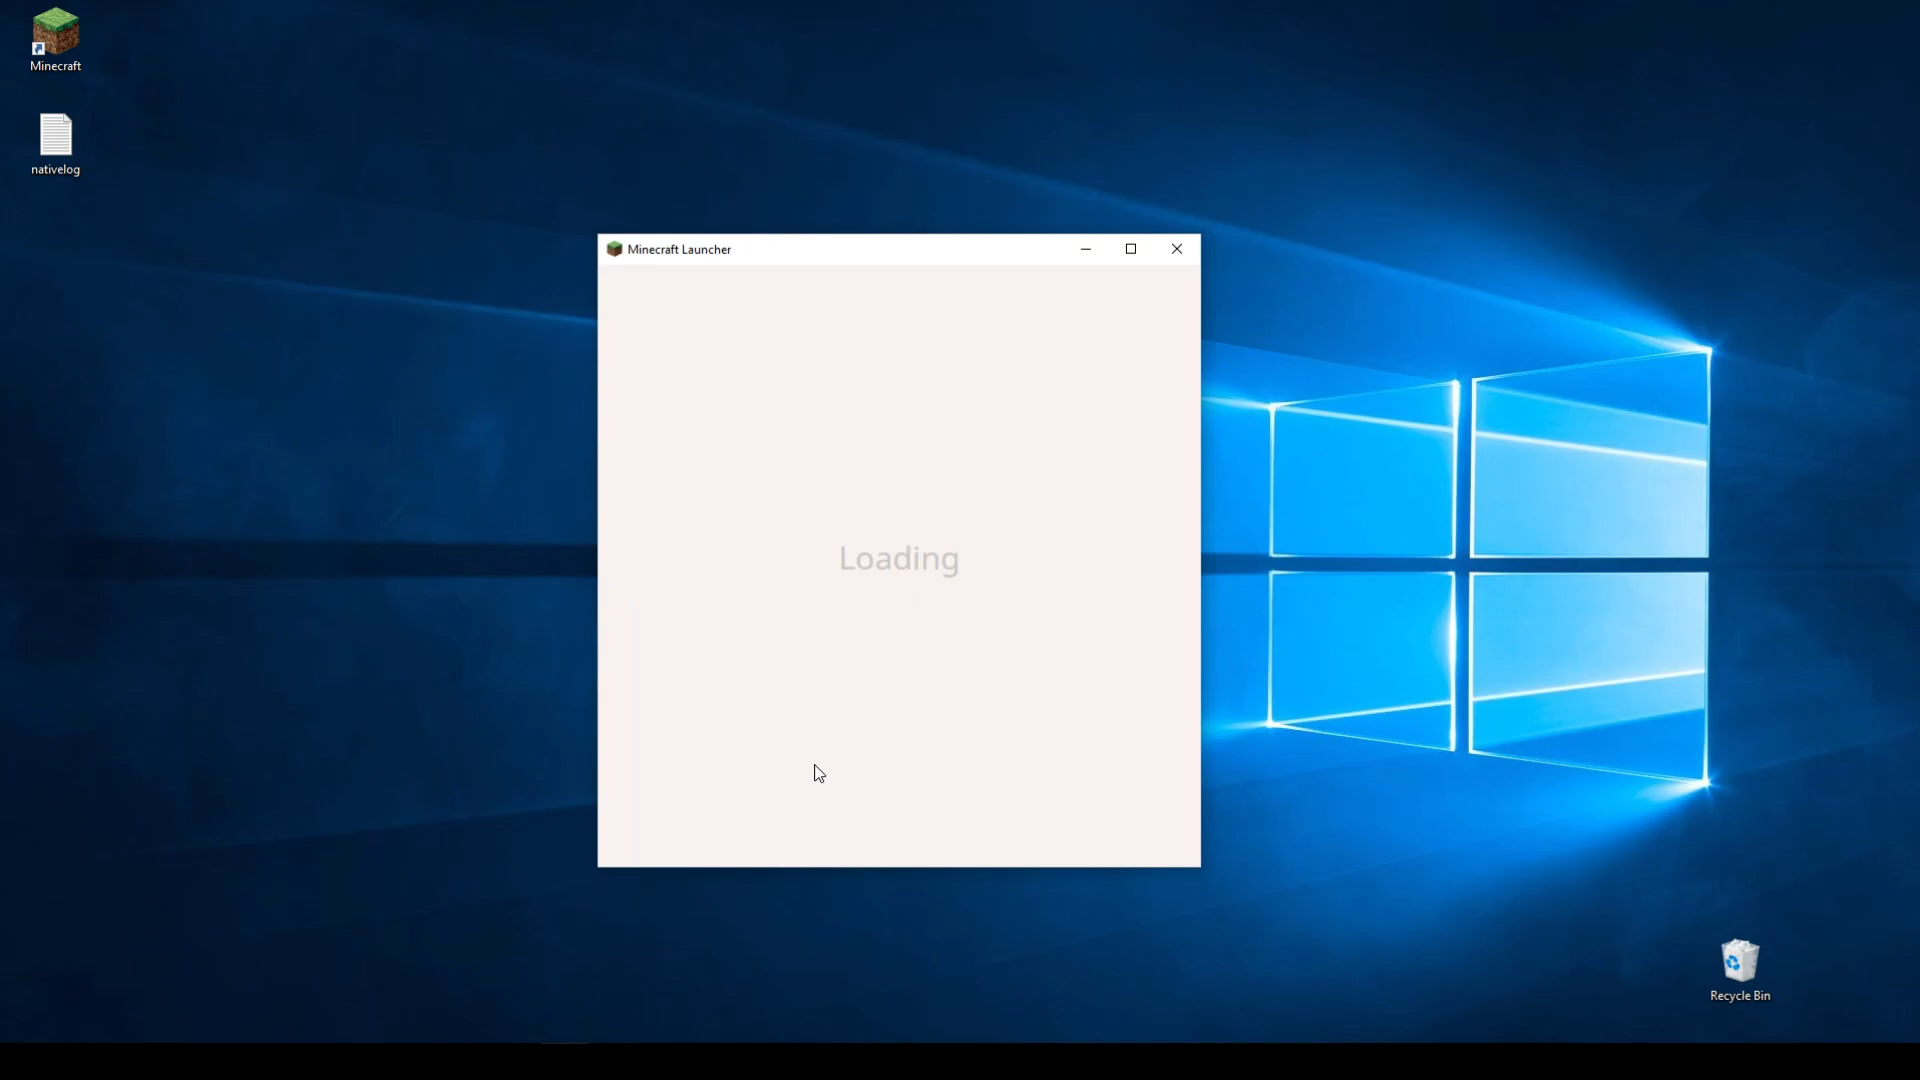 Minecraft
nativelog
Minecraft Launcher
Loading
Recycle Bin